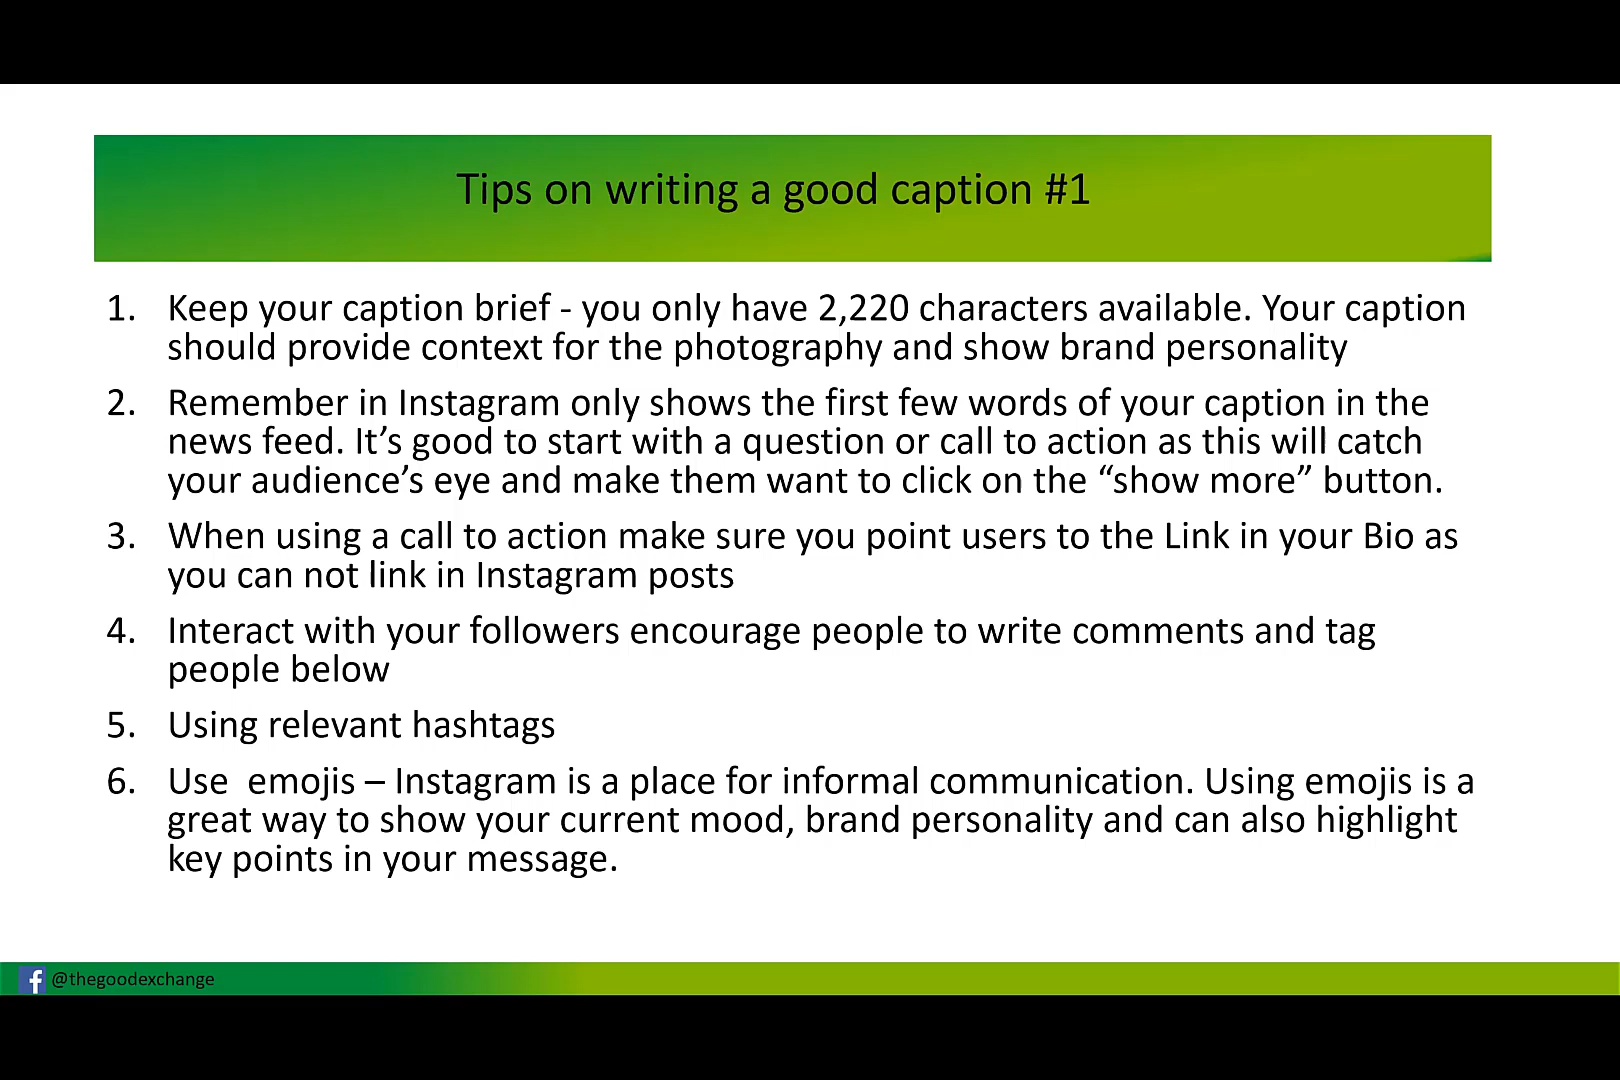 Tips on writing a good caption #1
1. Keep your caption brief - you only have 2,220 characters available. Your caption
should provide context for the photography and show brand personality
2. Remember in Instagram only shows the first few words of your caption in the
news feed. It’s good to start with a question or call to action as this will catch
your audience’s eye and make them want to click on the “show more” button.
3. When using a call to action make sure you point users to the Link in your Bio as
you can not link in Instagram posts
4. Interact with your followers encourage people to write comments and tag
people below
5. Using relevant hashtags
6. Use  emojis – Instagram is a place for informal communication. Using emojis is a
great way to show your current mood, brand personality and can also highlight
key points in your message.
@thegoodexchange